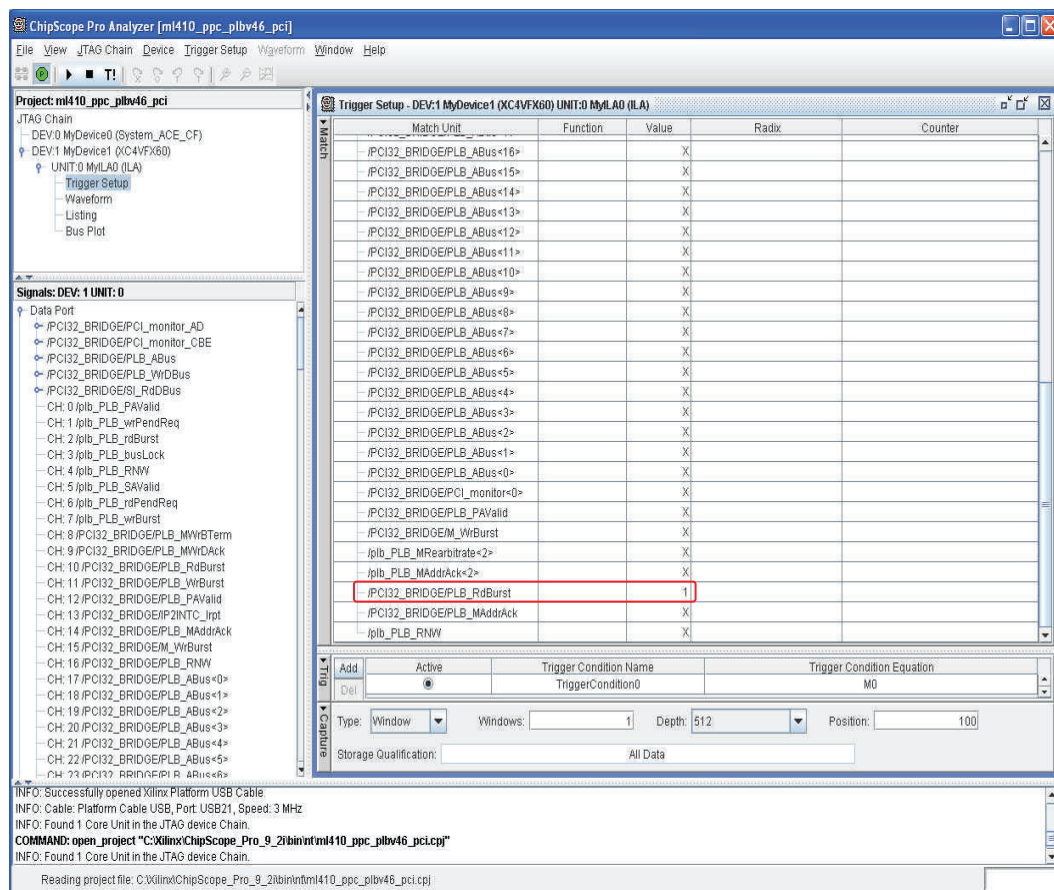 ChipScope Pro Analyzer [ml410_ppc_plbv46_pci]
File View JTAG Chain Device Trigger Setup Waveform Window Help
T!
Project: ml410_ppc_plbv46_pci
JTAG Chain
DEV:0 MyDevice0 (System_ACE_CF)
DEV:1 MyDevice1 (XC4VFX60)
UNIT:0 MyILA0 (ILA)
Trigger Setup
Waveform
Listing
Bus Plot
Signals: DEV: 1 UNIT: 0
Data Port
/PCI32_BRIDGE/PCI_monitor_AD
/PCI32_BRIDGE/PCI_monitor_CBE
/PCI32_BRIDGE/PLB_ABus
/PCI32_BRIDGE/PLB_WrDBus
/PCI32_BRIDGE/Sl_RdDBus
CH: 0 /plb_PLB_PAValid
CH: 1 /plb_PLB_wrPendReq
CH: 2 /plb_PLB_rdBurst
CH: 3 /plb_PLB_busLock
CH: 4 /plb_PLB_RNW
CH: 5 /plb_PLB_SAValid
CH: 6 /plb_PLB_rdPendReq
CH: 7 /plb_PLB_wrBurst
CH: 8 /PCI32_BRIDGE/PLB_MWrBTerm
CH: 9 /PCI32_BRIDGE/PLB_MWrDAck
CH: 10 /PCI32_BRIDGE/PLB_RdBurst
CH: 11 /PCI32_BRIDGE/PLB_WrBurst
CH: 12 /PCI32_BRIDGE/PLB_PAValid
CH: 13 /PCI32_BRIDGE/IP2INTC_Irpt
CH: 14 /PCI32_BRIDGE/PLB_MAddrAck
CH: 15 /PCI32_BRIDGE/M_WrBurst
CH: 16 /PCI32_BRIDGE/PLB_RNW
CH: 17 /PCI32_BRIDGE/PLB_ABus<0>
CH: 18 /PCI32_BRIDGE/PLB_ABus<1>
CH: 19 /PCI32_BRIDGE/PLB_ABus<2>
CH: 20 /PCI32_BRIDGE/PLB_ABus<3>
CH: 21 /PCI32_BRIDGE/PLB_ABus<4>
CH: 22 /PCI32_BRIDGE/PLB_ABus<5>
CH: 23 /PCI32_BRIDGE/PLB_ABus<6>
Trigger Setup - DEV:1 MyDevice1 (XC4VFX60) UNIT:0 MyILA0 (ILA)
Match
Match Unit Function Value Radix Counter
/PCI32_BRIDGE/PLB_ABus<16> X
/PCI32_BRIDGE/PLB_ABus<15> X
/PCI32_BRIDGE/PLB_ABus<14> X
/PCI32_BRIDGE/PLB_ABus<13> X
/PCI32_BRIDGE/PLB_ABus<12> X
/PCI32_BRIDGE/PLB_ABus<11> X
/PCI32_BRIDGE/PLB_ABus<10> X
/PCI32_BRIDGE/PLB_ABus<9> X
/PCI32_BRIDGE/PLB_ABus<8> X
/PCI32_BRIDGE/PLB_ABus<7> X
/PCI32_BRIDGE/PLB_ABus<6> X
/PCI32_BRIDGE/PLB_ABus<5> X
/PCI32_BRIDGE/PLB_ABus<4> X
/PCI32_BRIDGE/PLB_ABus<3> X
/PCI32_BRIDGE/PLB_ABus<2> X
/PCI32_BRIDGE/PLB_ABus<1> X
/PCI32_BRIDGE/PLB_ABus<0> X
/PCI32_BRIDGE/PCI_monitor<0> X
/PCI32_BRIDGE/PLB_PAValid X
/PCI32_BRIDGE/M_WrBurst X
/plb_PLB_MRearbitrate<2> X
/plb_PLB_MAddrAck<2> X
/PCI32_BRIDGE/PLB_RdBurst 1
/PCI32_BRIDGE/PLB_MAddrAck X
/plb_PLB_RNW X
Trig
Add Active Trigger Condition Name Trigger Condition Equation
Del TriggerCondition0 M0
Capture
Type: Window Windows: 1 Depth: 512 Position: 100
Storage Qualification: All Data
INFO: Successfully opened Xilinx Platform USB Cable
INFO: Cable: Platform Cable USB, Port: USB21, Speed: 3 MHz
INFO: Found 1 Core Unit in the JTAG device Chain.
COMMAND: open_project "C:\Xilinx\ChipScope_Pro_9_2i\bin\nt\ml410_ppc_plbv46_pci.cpj"
INFO: Found 1 Core Unit in the JTAG device Chain.
Reading project file: C:\Xilinx\ChipScope_Pro_9_2i\bin\nt\ml410_ppc_plbv46_pci.cpj